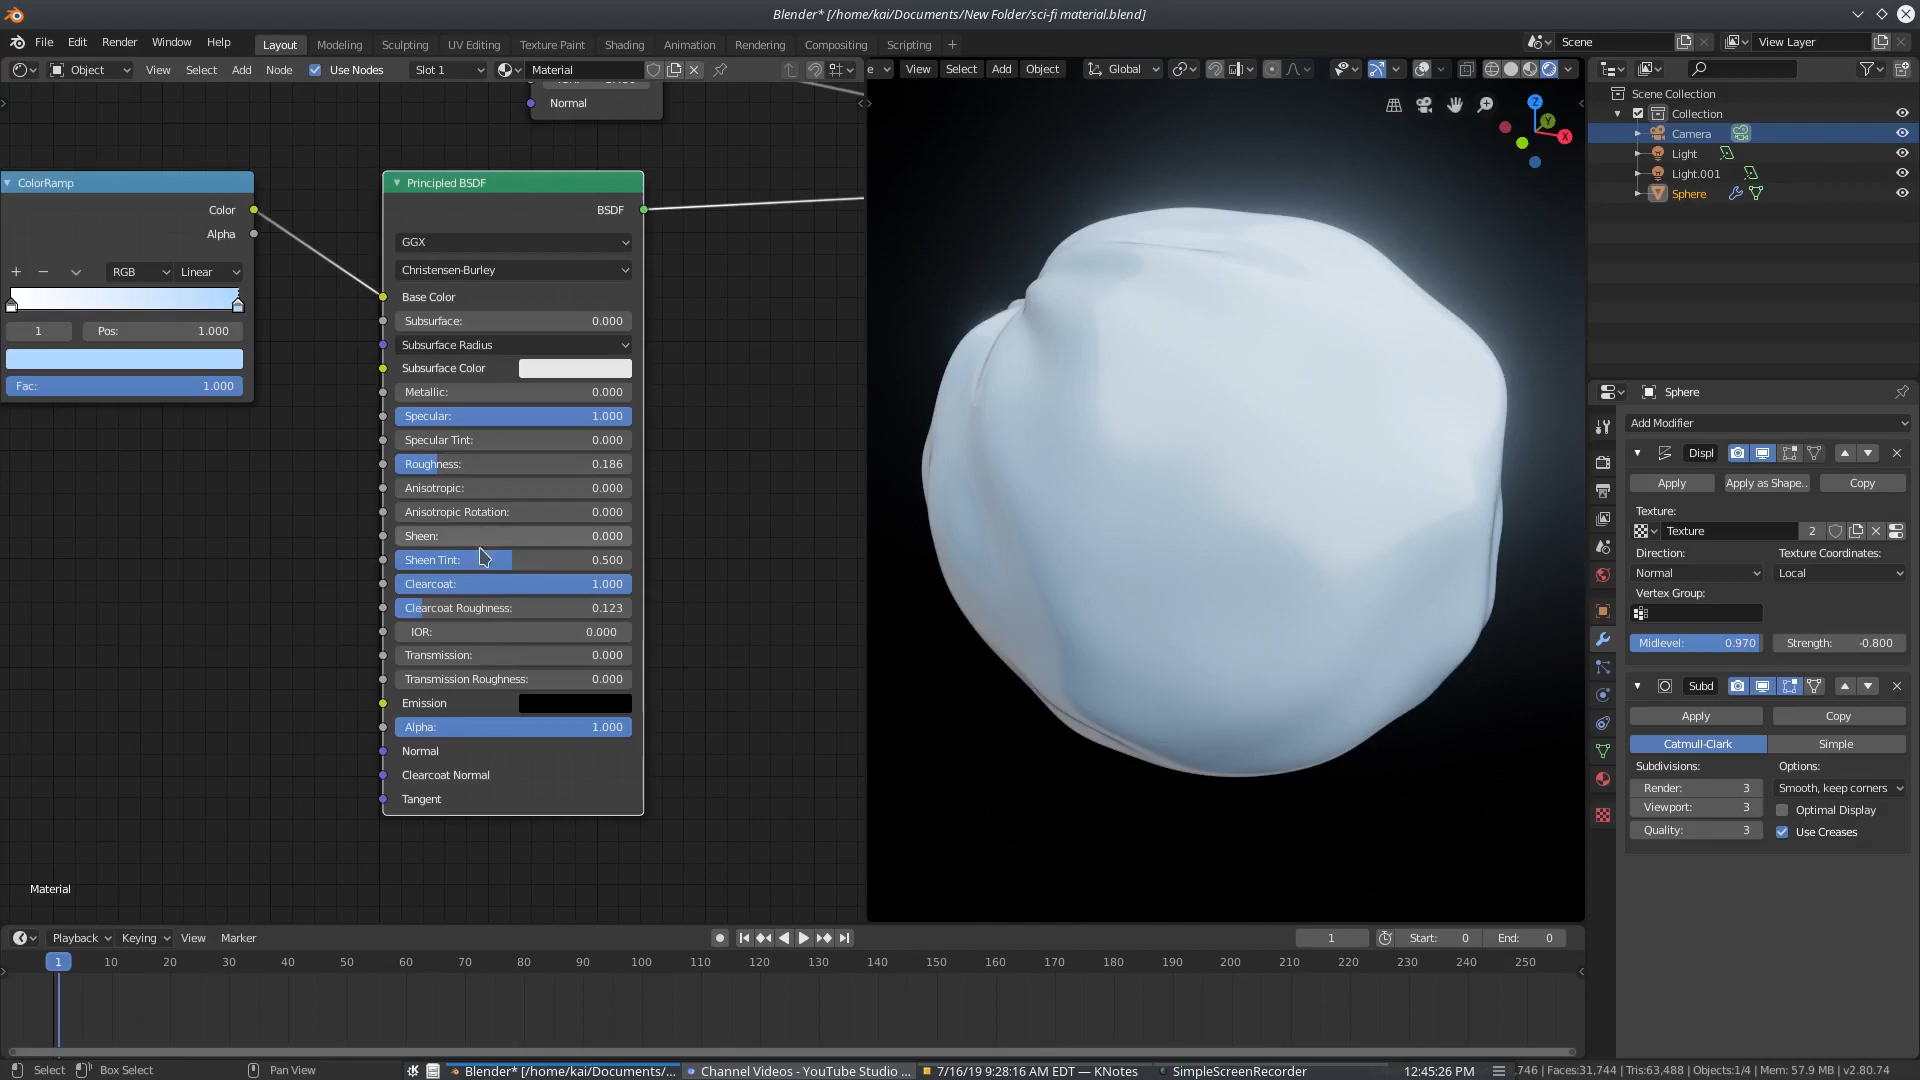 Blender* [/home/kai/Documents/New Folder/sci-fi material.blend]
File Edit Render Window Help Layout Modeling Sculpting UV Editing Texture Paint Shading Animation Rendering Compositing Scripting + Scene View Layer
Object View Select Add Node Use Nodes Slot 1 Material
View Select Add Object Global
Normal
ColorRamp
Color
Alpha
RGB Linear
1 Pos: 1.000
Fac: 1.000
Principled BSDF
BSDF
GGX
Christensen-Burley
Base Color
Subsurface: 0.000
Subsurface Radius
Subsurface Color
Metallic: 0.000
Specular: 1.000
Specular Tint: 0.000
Roughness: 0.186
Anisotropic: 0.000
Anisotropic Rotation: 0.000
Sheen: 0.000
Sheen Tint: 0.500
Clearcoat: 1.000
Clearcoat Roughness: 0.123
IOR: 0.000
Transmission: 0.000
Transmission Roughness: 0.000
Emission
Alpha: 1.000
Normal
Clearcoat Normal
Tangent
Material
Z
Y
X
Scene Collection
Collection
Camera
Light
Light.001
Sphere
Sphere
Add Modifier
Displ
Apply Apply as Shape.. Copy
Texture:
Texture 2
Direction: Texture Coordinates:
Normal Local
Vertex Group:
Midlevel: 0.970 Strength: -0.800
Subd
Apply Copy
Catmull-Clark Simple
Subdivisions: Options:
Render: 3 Smooth, keep corners
Viewport: 3 Optimal Display
Quality: 3 Use Creases
Playback Keying View Marker 1 Start: 0 End: 0
1 10 20 30 40 50 60 70 80 90 100 110 120 130 140 150 160 170 180 190 200 210 220 230 240 250
Select Box Select Pan View Blender* [/home/kai/Documents/... Channel Videos - YouTube Studio ... 7/16/19 9:28:16 AM EDT — KNotes SimpleScreenRecorder 12:45:26 PM ,746 | Faces:31,744 | Tris:63,488 | Objects:1/4 | Mem: 57.9 MB | v2.80.74